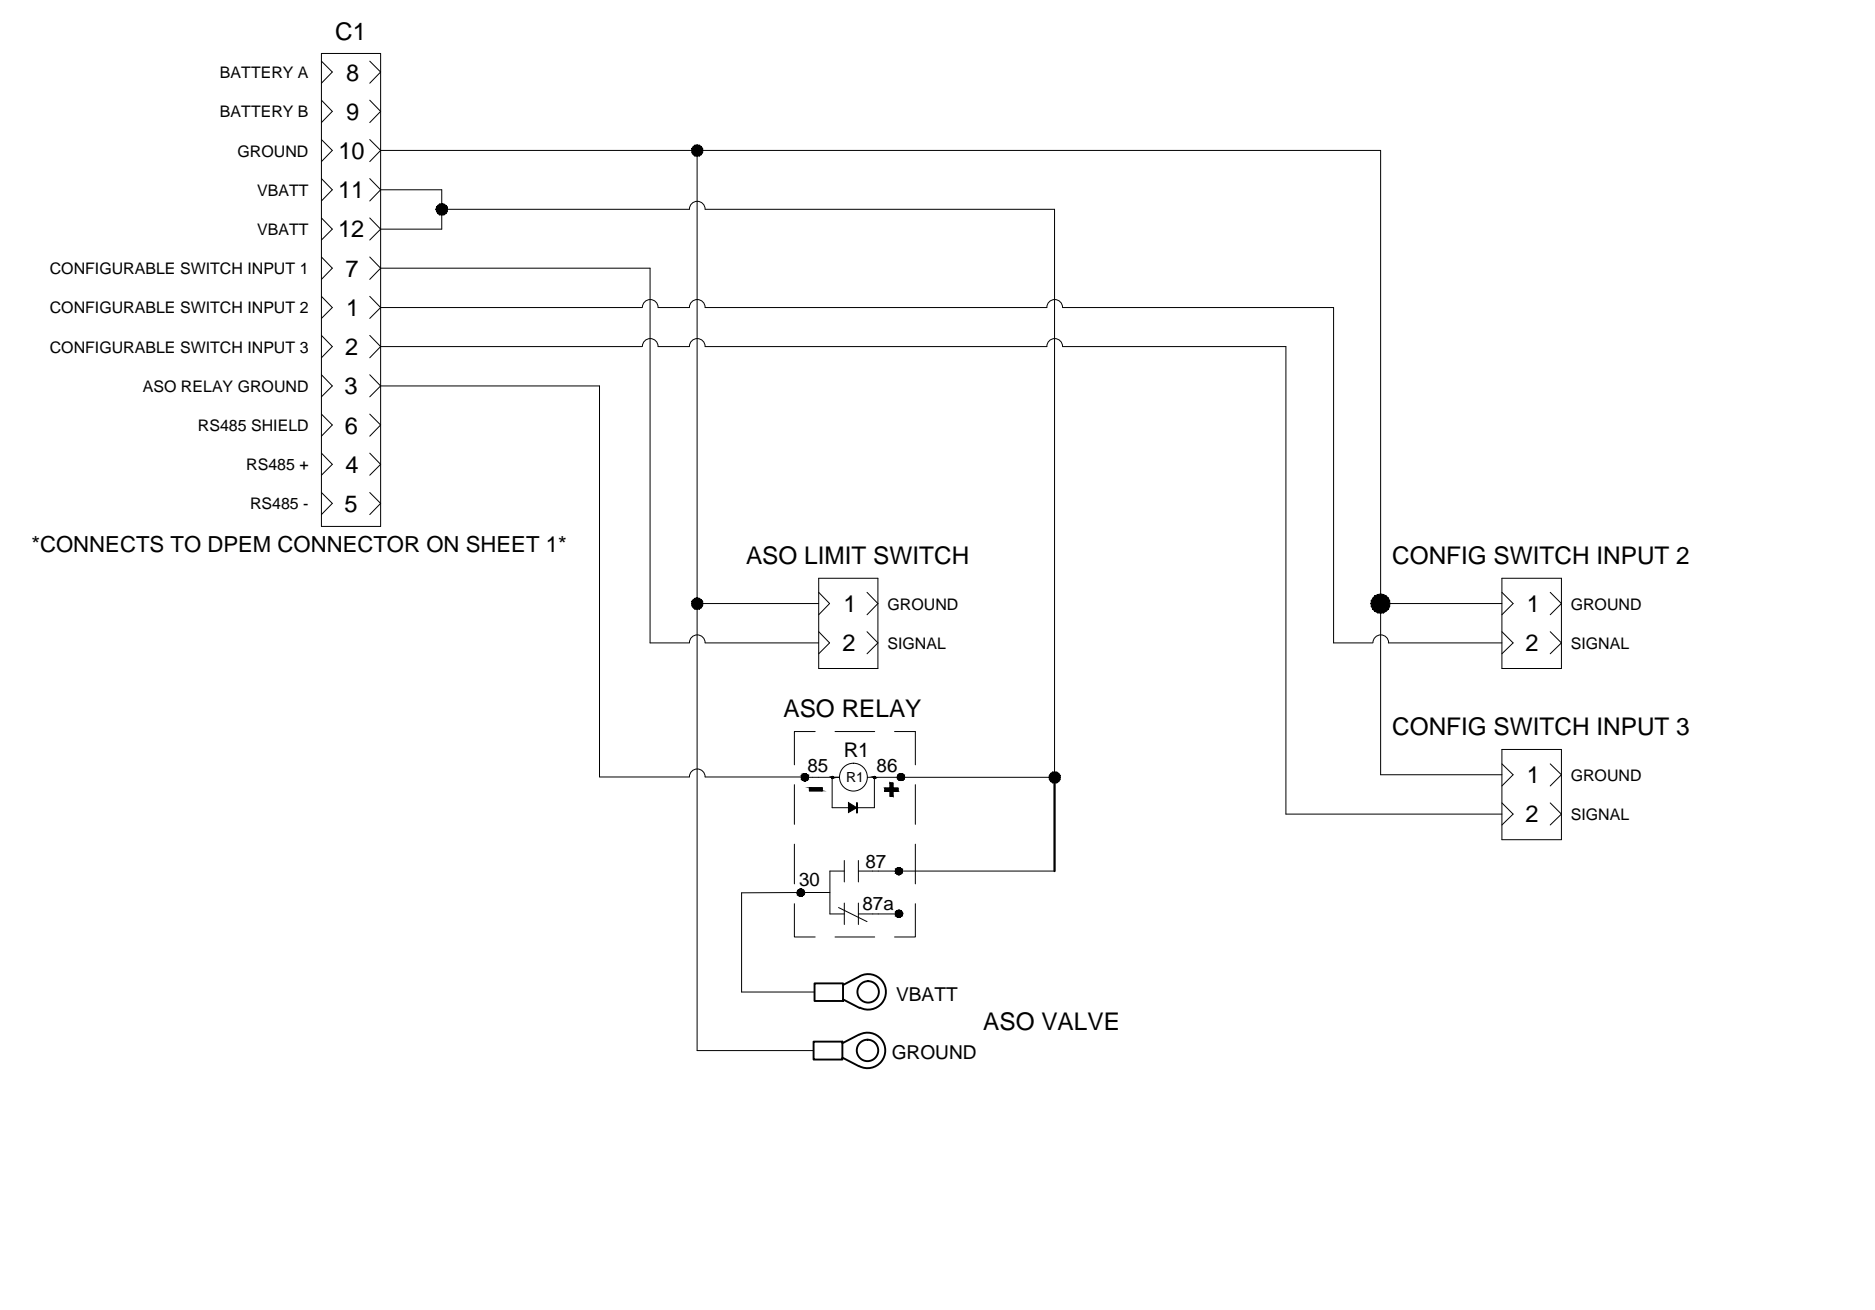 C1
BATTERY A 8
BATTERY B 9
GROUND 10
VBATT 11
VBATT 12
CONFIGURABLE SWITCH INPUT 1 7
CONFIGURABLE SWITCH INPUT 2 1
CONFIGURABLE SWITCH INPUT 3 2
ASO RELAY GROUND 3
RS485 SHIELD 6
RS485 + 4
RS485 - 5
*CONNECTS TO DPEM CONNECTOR ON SHEET 1*
ASO LIMIT SWITCH
1 GROUND
2 SIGNAL
CONFIG SWITCH INPUT 2
1 GROUND
2 SIGNAL
ASO RELAY
R1
85 R1 86
- +
87
30
87a
CONFIG SWITCH INPUT 3
1 GROUND
2 SIGNAL
VBATT
ASO VALVE
GROUND